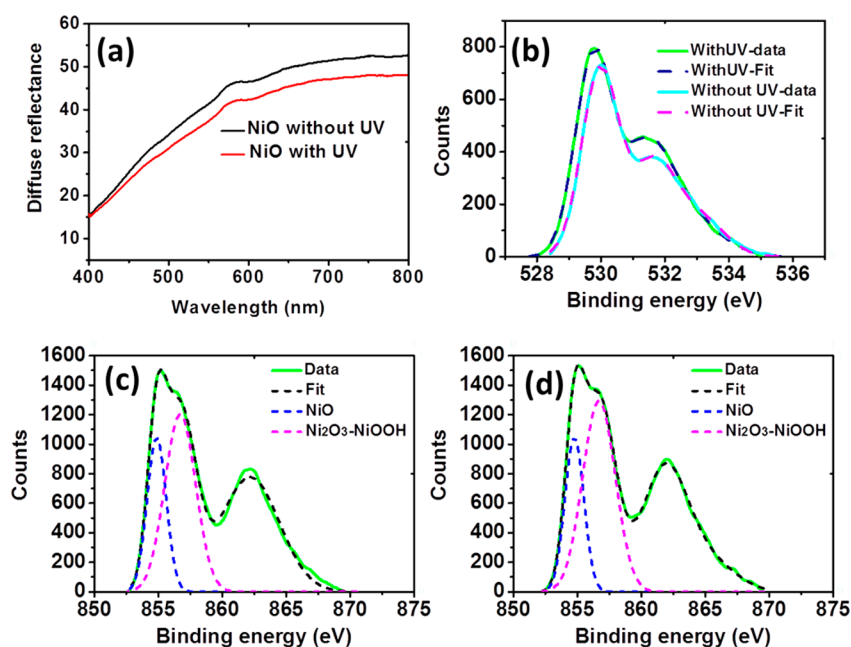 (a)
Diffuse reflectance
60
50
40
30
20
10
NiO without UV
NiO with UV
400
500
600
700
800
Wavelength (nm)
(b)
Counts
800
600
400
200
0
WithUV-data
WithUV-Fit
Without UV-data
Without UV-Fit
528
530
532
534
536
Binding energy (eV)
(c)
Counts
1600
1400
1200
1000
800
600
400
200
0
Data
Fit
NiO
Ni₂O₃-NiOOH
850
855
860
865
870
875
Binding energy (eV)
(d)
Counts
1600
1400
1200
1000
800
600
400
200
0
Data
Fit
NiO
Ni₂O₃-NiOOH
850
855
860
865
870
875
Binding energy (eV)